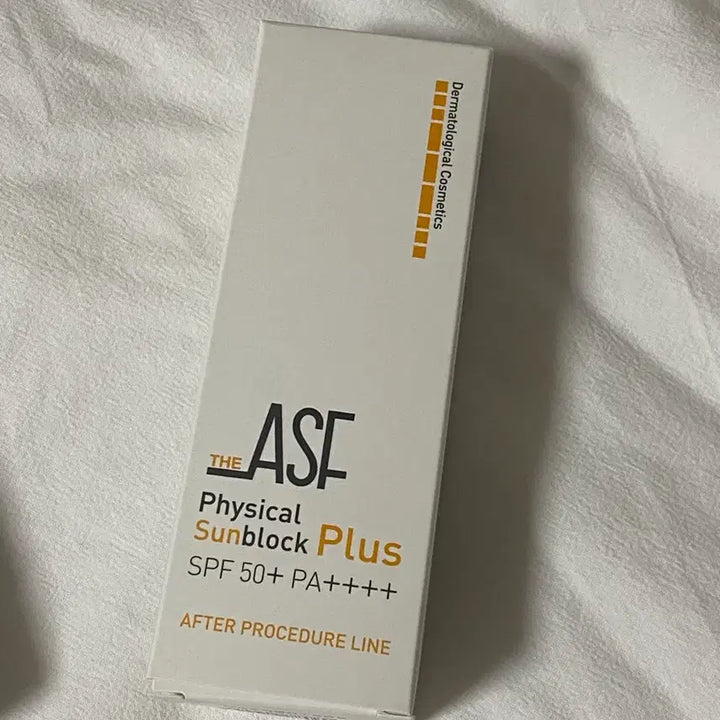 Dermatological Cosmetics
THE ASF
Physical
Sunblock Plus
SPF 50+ PA++++
AFTER PROCEDURE LINE